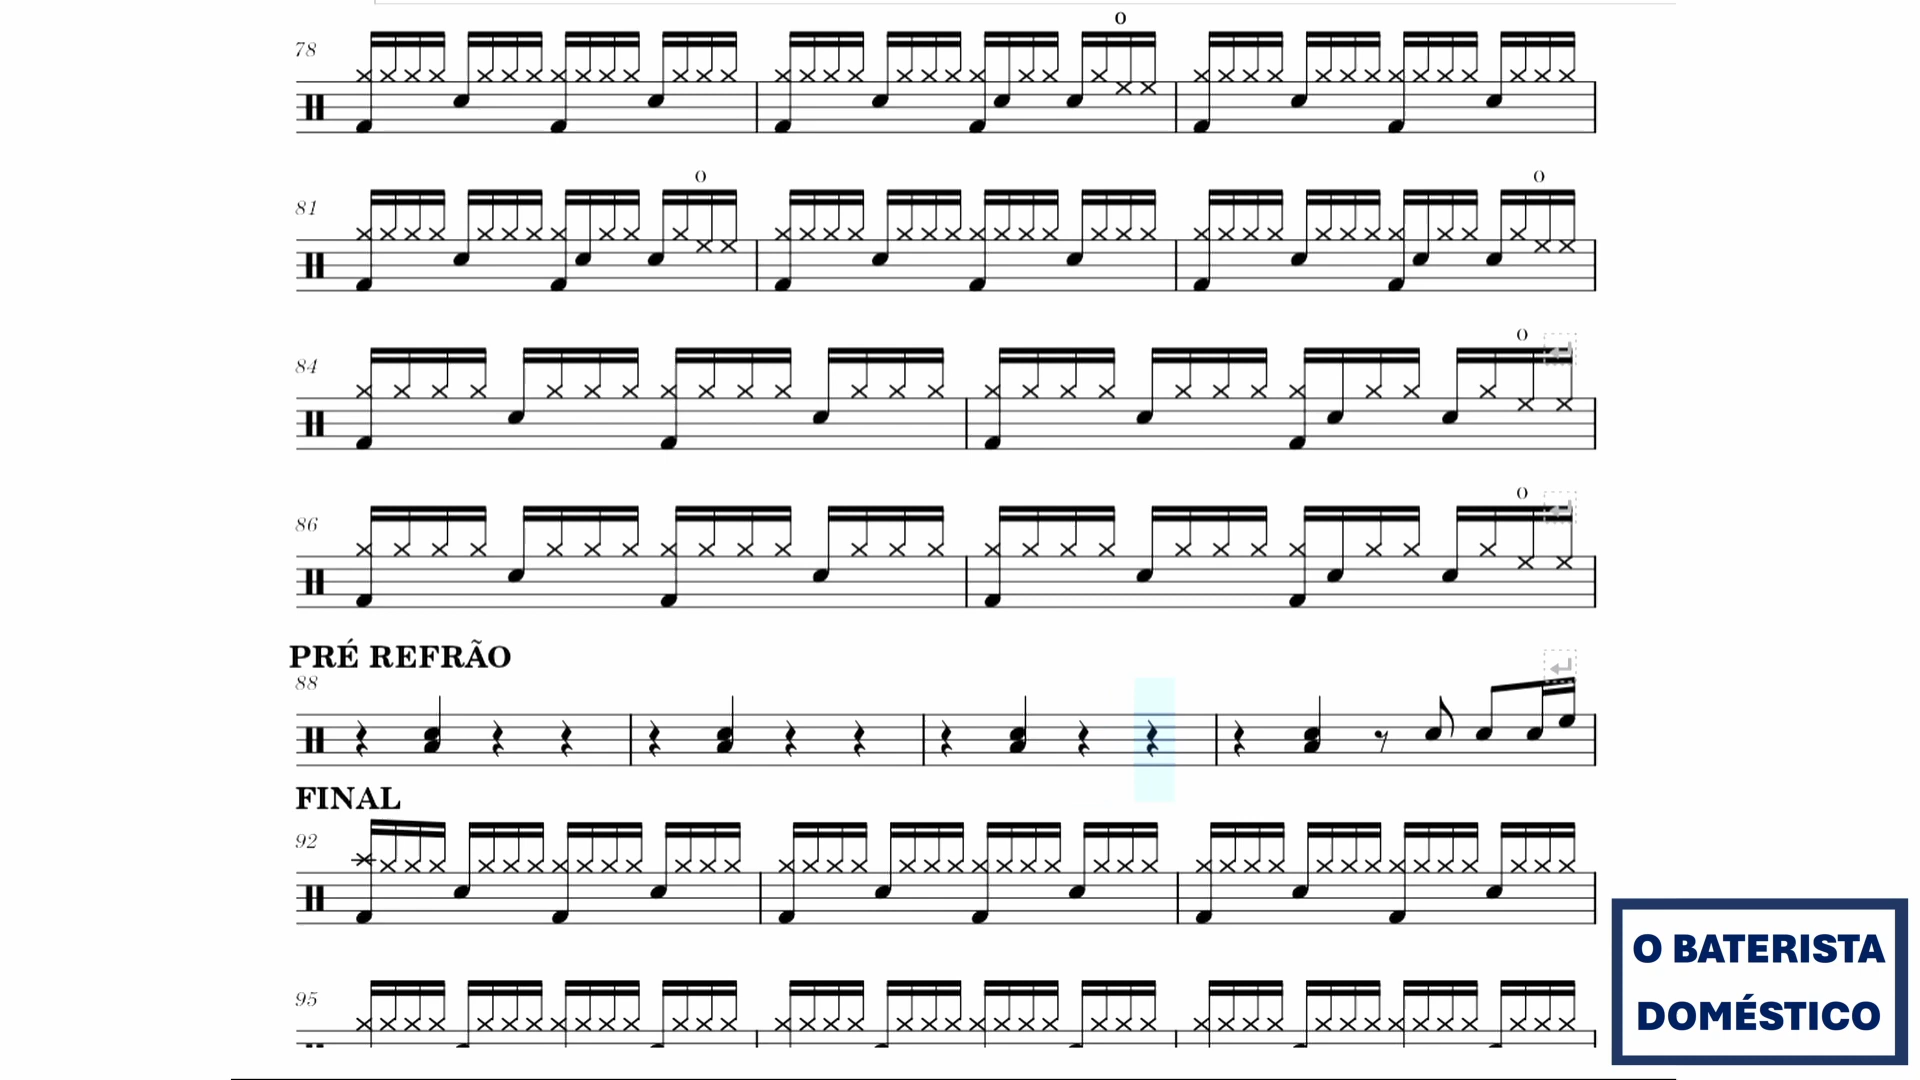 o
78
o
o
81
o
84
o
86
PRÉ REFRÃO
88
FINAL
92
95
O BATERISTA
DOMÉSTICO